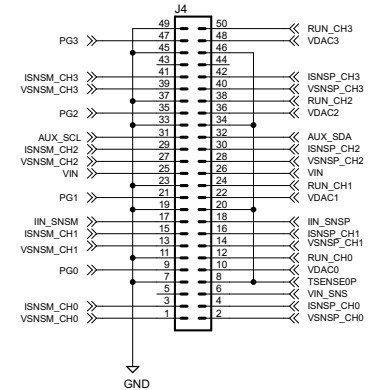 J4
49 50 RUN_CH3
PG3 47 48 VDAC3
45 46
43 44
ISNSM_CH3 41 42 ISNSP_CH3
VSNSM_CH3 39 40 VSNSP_CH3
37 38 RUN_CH2
PG2 35 36 VDAC2
33 34
AUX_SCL 31 32 AUX_SDA
ISNSM_CH2 29 30 ISNSP_CH2
VSNSM_CH2 27 28 VSNSP_CH2
VIN 25 26 VIN
23 24 RUN_CH1
PG1 21 22 VDAC1
19 20
IIN_SNSM 17 18 IIN_SNSP
ISNSM_CH1 15 16 ISNSP_CH1
VSNSM_CH1 13 14 VSNSP_CH1
11 12 RUN_CH0
PG0 9 10 VDAC0
7 8 TSENSE0P
5 6 VIN_SNS
ISNSM_CH0 3 4 ISNSP_CH0
VSNSM_CH0 1 2 VSNSP_CH0
GND